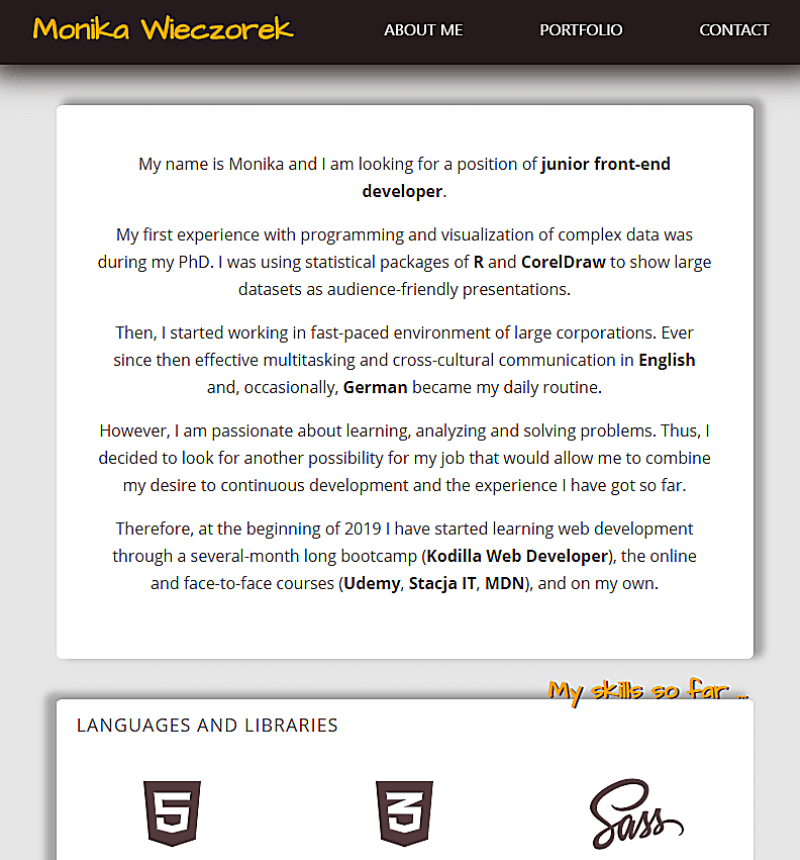 Monika Wieczorek
ABOUT ME
PORTFOLIO
CONTACT
My name is Monika and I am looking for a position of junior front-end
developer.
My first experience with programming and visualization of complex data was
during my PhD. I was using statistical packages of R and CorelDraw to show large
datasets as audience-friendly presentations.
Then, I started working in fast-paced environment of large corporations. Ever
since then effective multitasking and cross-cultural communication in English
and, occasionally, German became my daily routine.
However, I am passionate about learning, analyzing and solving problems. Thus, I
decided to look for another possibility for my job that would allow me to combine
my desire to continuous development and the experience I have got so far.
Therefore, at the beginning of 2019 I have started learning web development
through a several-month long bootcamp (Kodilla Web Developer), the online
and face-to-face courses (Udemy, Stacja IT, MDN), and on my own.
My skills so far ...
LANGUAGES AND LIBRARIES
5
3
Sass